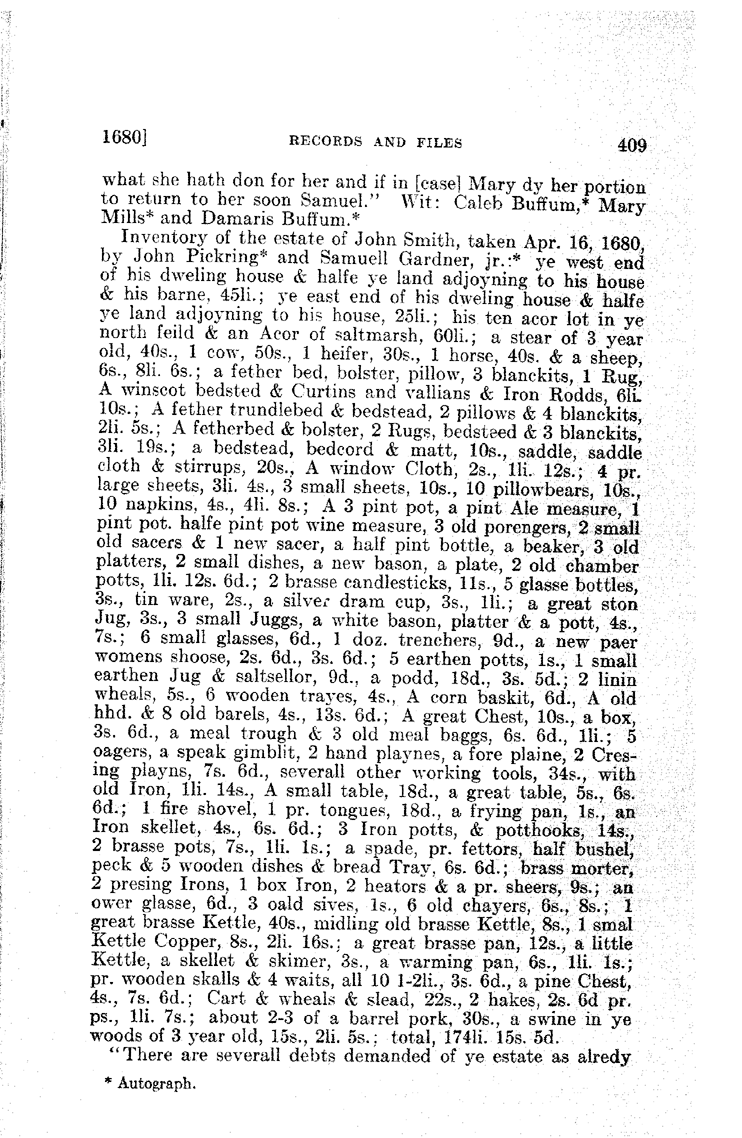 1680]
RECORDS AND FILES
409
what she hath don for her and if in [case] Mary dy her portion
to return to her soon Samuel." Wit: Caleb Buffum,* Mary
Mills* and Damaris Buffum.*
Inventory of the estate of John Smith, taken Apr. 16, 1680,
by John Pickring* and Samuell Gardner, jr.:* ye west end
of his dweling house & halfe ye land adjoyning to his house
& his barne, 45li.; ye east end of his dweling house & halfe
ye land adjoyning to his house, 25li.; his ten acor lot in ye
north feild & an Acor of saltmarsh, 60li.; a stear of 3 year
old, 40s., 1 cow, 50s., 1 heifer, 30s., 1 horse, 40s. & a sheep,
6s., 8li. 6s.; a fether bed, bolster, pillow, 3 blanckits, 1 Rug,
A winscot bedsted & Curtins and vallians & Iron Rodds, 6li.
10s.; A fether trundlebed & bedstead, 2 pillows & 4 blanckits,
2li. 5s.; A fetherbed & bolster, 2 Rugs, bedsteed & 3 blanckits,
3li. 19s.; a bedstead, bedcord & matt, 10s., saddle, saddle
cloth & stirrups, 20s., A window Cloth, 2s., 1li. 12s.; 4 pr.
large sheets, 3li. 4s., 3 small sheets, 10s., 10 pillowbears, 10s.,
10 napkins, 4s., 4li. 8s.; A 3 pint pot, a pint Ale measure, 1
pint pot. halfe pint pot wine measure, 3 old porengers, 2 small
old sacers & 1 new sacer, a half pint bottle, a beaker, 3 old
platters, 2 small dishes, a new bason, a plate, 2 old chamber
potts, 1li. 12s. 6d.; 2 brasse candlesticks, 11s., 5 glasse bottles,
3s., tin ware, 2s., a silver dram cup, 3s., 1li.; a great ston
Jug, 3s., 3 small Juggs, a white bason, platter & a pott, 4s.,
7s.; 6 small glasses, 6d., 1 doz. trenchers, 9d., a new paer
womens shoose, 2s. 6d., 3s. 6d.; 5 earthen potts, 1s., 1 small
earthen Jug & saltsellor, 9d., a podd, 18d., 3s. 5d.; 2 linin
wheals, 5s., 6 wooden trayes, 4s., A corn baskit, 6d., A old
hhd. & 8 old barels, 4s., 13s. 6d.; A great Chest, 10s., a box,
3s. 6d., a meal trough & 3 old meal baggs, 6s. 6d., 1li.; 5
oagers, a speak gimblit, 2 hand playnes, a fore plaine, 2 Cres-
ing playns, 7s. 6d., severall other working tools, 34s., with
old Iron, 1li. 14s., A small table, 18d., a great table, 5s., 6s.
6d.; 1 fire shovel, 1 pr. tongues, 18d., a frying pan, 1s., an
Iron skellet, 4s., 6s. 6d.; 3 Iron potts, & potthooks, 14s.,
2 brasse pots, 7s., 1li. 1s.; a spade, pr. fettors, half bushel,
peck & 5 wooden dishes & bread Tray, 6s. 6d.; brass morter,
2 presing Irons, 1 box Iron, 2 heators & a pr. sheers, 9s.; an
ower glasse, 6d., 3 oald sives, 1s., 6 old chayers, 6s., 8s.; 1
great brasse Kettle, 40s., midling old brasse Kettle, 8s., 1 smal
Kettle Copper, 8s., 2li. 16s.; a great brasse pan, 12s., a little
Kettle, a skellet & skimer, 3s., a warming pan, 6s., 1li. 1s.;
pr. wooden skalls & 4 waits, all 10 1-2li., 3s. 6d., a pine Chest,
4s., 7s. 6d.; Cart & wheals & slead, 22s., 2 hakes, 2s. 6d pr.
ps., 1li. 7s.; about 2-3 of a barrel pork, 30s., a swine in ye
woods of 3 year old, 15s., 2li. 5s.; total, 174li. 15s. 5d.
"There are severall debts demanded of ye estate as alredy
* Autograph.